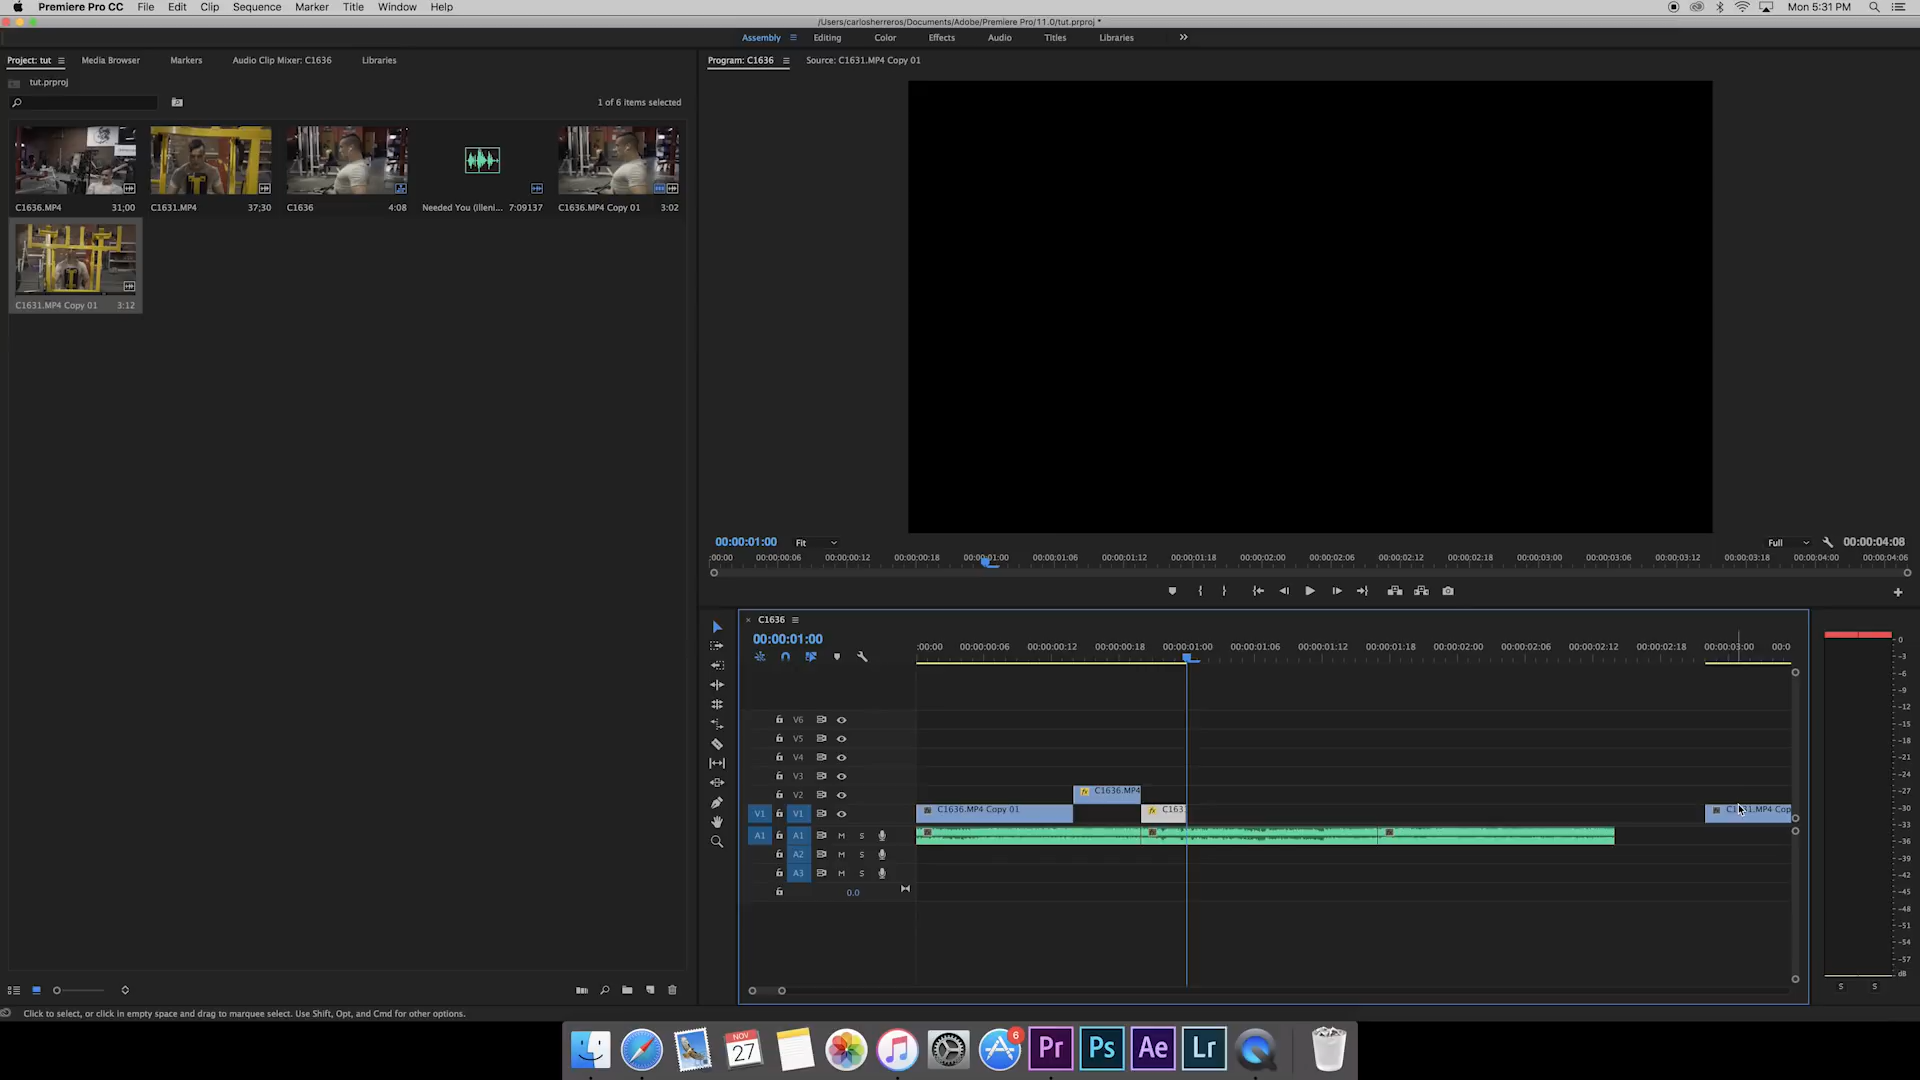 Premiere Pro CC File Edit Clip Sequence Marker Title Window Help Mon 5:31 PM
/Users/carlosherreros/Documents/Adobe/Premiere Pro/11.0/tut.prproj *
Assembly Editing Color Effects Audio Titles Libraries
Project: tut Media Browser Markers Audio Clip Mixer: C1636 Libraries
Program: C1636 Source: C1631.MP4 Copy 01
tut.prproj
1 of 6 items selected
C1636.MP4 31;00 C1631.MP4 37;30 C1636 4:08 Needed You (Illeni... 7:09137 C1636.MP4 Copy 01 3:02
C1631.MP4 Copy 01 3:12
00:00:01:00 Fit Full 00:00:04:08
:00:00 00:00:00:06 00:00:00:12 00:00:00:18 00:00:01:00 00:00:01:06 00:00:01:12 00:00:01:18 00:00:02:00 00:00:02:06 00:00:02:12 00:00:02:18 00:00:03:00 00:00:03:06 00:00:03:12 00:00:03:18 00:00:04:00 00:00:04:06
C1636
00:00:01:00
:00:00 00:00:00:06 00:00:00:12 00:00:00:18 00:00:01:00 00:00:01:06 00:00:01:12 00:00:01:18 00:00:02:00 00:00:02:06 00:00:02:12 00:00:02:18 00:00:03:00 00:0
V6
V5
V4
V3
V2 C1636.MP4
V1 V1 C1636.MP4 Copy 01 C163
A1 A1 M S
A2 M S
A3 M S
0.0
0
-3
-6
-9
-12
-15
-18
-21
-24
-27
-30
-33
-36
-39
-42
-45
-48
-51
-54
-57
dB
S S
Click to select, or click in empty space and drag to marquee select. Use Shift, Opt, and Cmd for other options.
NOV
27
6
Pr Ps Ae Lr